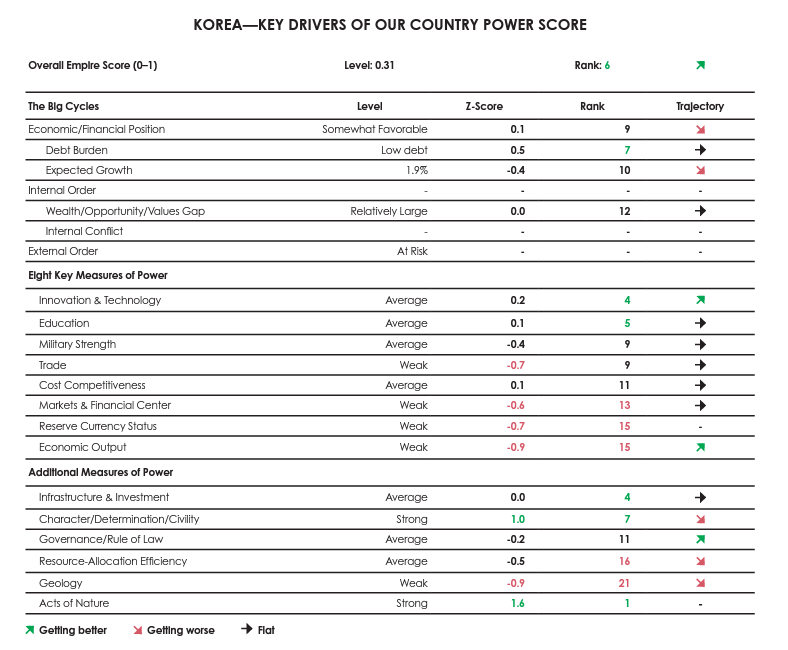 KOREA—KEY DRIVERS OF OUR COUNTRY POWER SCORE
Overall Empire Score (0–1) Level: 0.31 Rank: 6
The Big Cycles Level Z-Score Rank Trajectory
Economic/Financial Position Somewhat Favorable 0.1 9
Debt Burden Low debt 0.5 7
Expected Growth 1.9% -0.4 10
Internal Order - - - -
Wealth/Opportunity/Values Gap Relatively Large 0.0 12
Internal Conflict - - - -
External Order At Risk - - -
Eight Key Measures of Power
Innovation & Technology Average 0.2 4
Education Average 0.1 5
Military Strength Average -0.4 9
Trade Weak -0.7 9
Cost Competitiveness Average 0.1 11
Markets & Financial Center Weak -0.6 13
Reserve Currency Status Weak -0.7 15 -
Economic Output Weak -0.9 15
Additional Measures of Power
Infrastructure & Investment Average 0.0 4
Character/Determination/Civility Strong 1.0 7
Governance/Rule of Law Average -0.2 11
Resource-Allocation Efficiency Average -0.5 16
Geology Weak -0.9 21
Acts of Nature Strong 1.6 1 -
Getting better Getting worse Flat